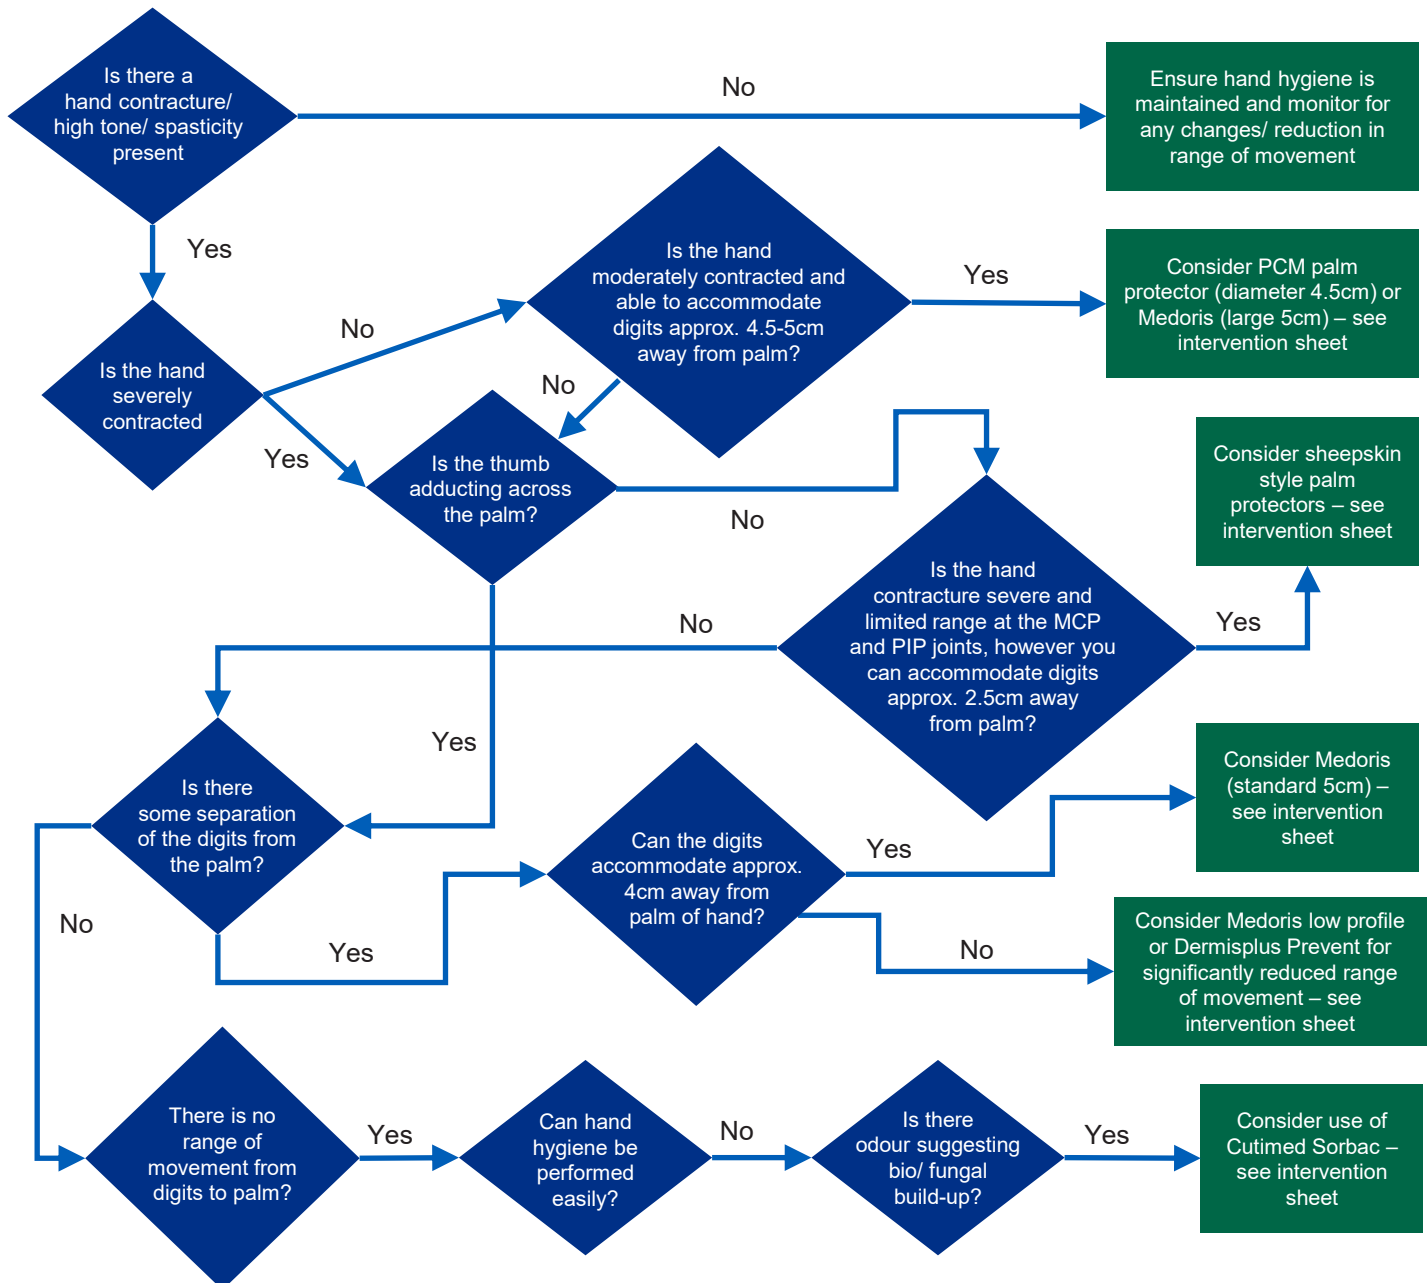 Is there a
hand contracture/
high tone/ spasticity
present
No
Ensure hand hygiene is
maintained and monitor for
any changes/ reduction in
range of movement
Yes
Is the hand
moderately contracted and
able to accommodate
digits approx. 4.5-5cm
away from palm?
Yes
Consider PCM palm
protector (diameter 4.5cm) or
Medoris (large 5cm) – see
intervention sheet
No
Is the hand
severely
contracted
No
Yes
Is the thumb
adducting across
the palm?
No
Consider sheepskin
style palm
protectors – see
intervention sheet
Is the hand
contracture severe and
limited range at the MCP
and PIP joints, however you
can accommodate digits
approx. 2.5cm away
from palm?
Yes
No
Yes
Is there
some separation
of the digits from
the palm?
Can the digits
accommodate approx.
4cm away from
palm of hand?
Yes
Consider Medoris
(standard 5cm) –
see intervention
sheet
No
Yes
No
Consider Medoris low profile
or Dermisplus Prevent for
significantly reduced range
of movement – see
intervention sheet
There is no
range of
movement from
digits to palm?
Yes
Can hand
hygiene be
performed
easily?
No
Is there
odour suggesting
bio/ fungal
build-up?
Yes
Consider use of
Cutimed Sorbac –
see intervention
sheet